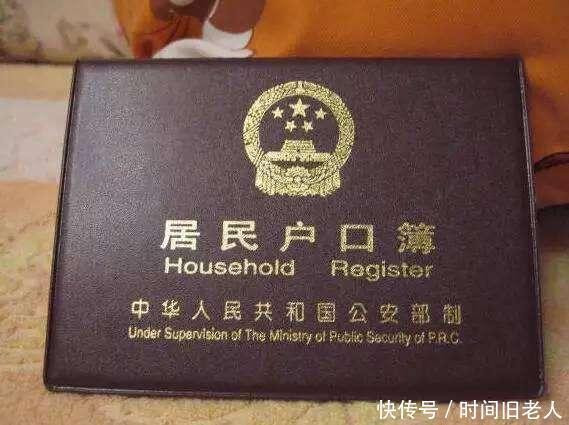 居民户口簿
Household Register
中华人民共和国公安部制
Under Supervision of The Ministry of Public Security of P.R.C.
快传号/时间旧老人